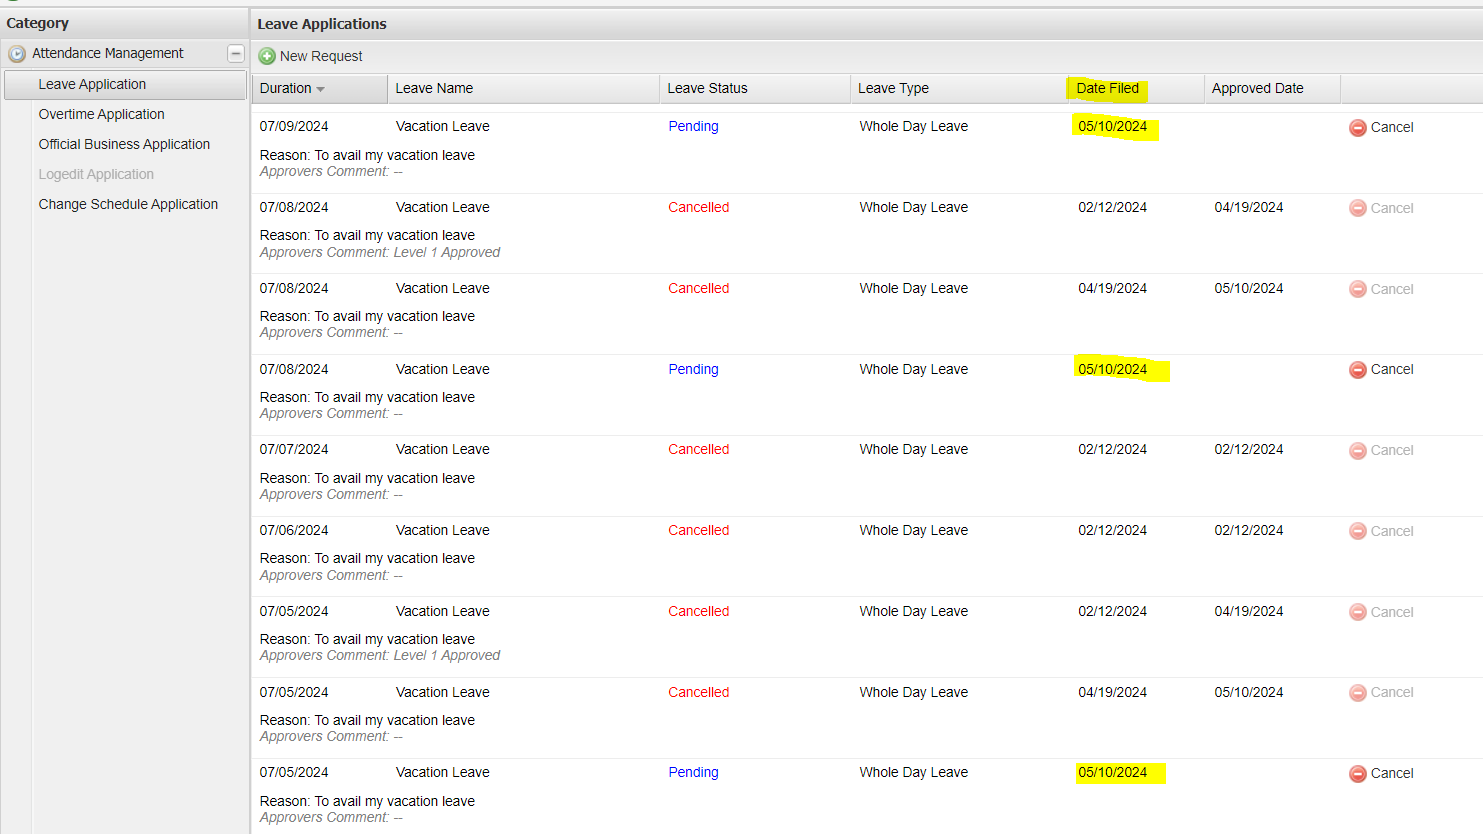 Category
Attendance Management
Leave Application
Overtime Application
Official Business Application
Logedit Application
Change Schedule Application
Leave Applications
New Request
Duration Leave Name Leave Status Leave Type Date Filed Approved Date
07/09/2024 Vacation Leave Pending Whole Day Leave 05/10/2024 Cancel
Reason: To avail my vacation leave
Approvers Comment: --
07/08/2024 Vacation Leave Cancelled Whole Day Leave 02/12/2024 04/19/2024 Cancel
Reason: To avail my vacation leave
Approvers Comment: Level 1 Approved
07/08/2024 Vacation Leave Cancelled Whole Day Leave 04/19/2024 05/10/2024 Cancel
Reason: To avail my vacation leave
Approvers Comment: --
07/08/2024 Vacation Leave Pending Whole Day Leave 05/10/2024 Cancel
Reason: To avail my vacation leave
Approvers Comment: --
07/07/2024 Vacation Leave Cancelled Whole Day Leave 02/12/2024 02/12/2024 Cancel
Reason: To avail my vacation leave
Approvers Comment: --
07/06/2024 Vacation Leave Cancelled Whole Day Leave 02/12/2024 02/12/2024 Cancel
Reason: To avail my vacation leave
Approvers Comment: --
07/05/2024 Vacation Leave Cancelled Whole Day Leave 02/12/2024 04/19/2024 Cancel
Reason: To avail my vacation leave
Approvers Comment: Level 1 Approved
07/05/2024 Vacation Leave Cancelled Whole Day Leave 04/19/2024 05/10/2024 Cancel
Reason: To avail my vacation leave
Approvers Comment: --
07/05/2024 Vacation Leave Pending Whole Day Leave 05/10/2024 Cancel
Reason: To avail my vacation leave
Approvers Comment: --